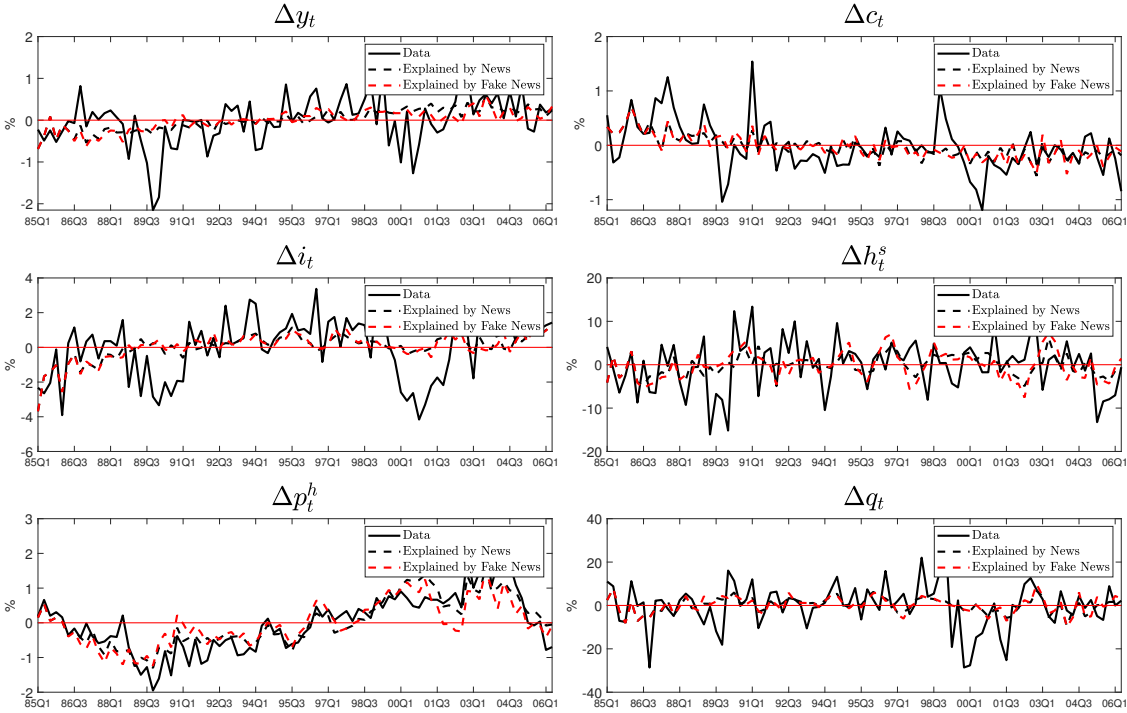 Δy_t
2
1
0
-1
-2
%
Data
Explained by News
Explained by Fake News
85Q1 86Q3 88Q1 89Q3 91Q1 92Q3 94Q1 95Q3 97Q1 98Q3 00Q1 01Q3 03Q1 04Q3 06Q1
Δc_t
2
1
0
-1
%
Data
Explained by News
Explained by Fake News
85Q1 86Q3 88Q1 89Q3 91Q1 92Q3 94Q1 95Q3 97Q1 98Q3 00Q1 01Q3 03Q1 04Q3 06Q1
Δi_t
4
2
0
-2
-4
-6
%
Data
Explained by News
Explained by Fake News
85Q1 86Q3 88Q1 89Q3 91Q1 92Q3 94Q1 95Q3 97Q1 98Q3 00Q1 01Q3 03Q1 04Q3 06Q1
Δh_t^s
20
10
0
-10
-20
%
Data
Explained by News
Explained by Fake News
85Q1 86Q3 88Q1 89Q3 91Q1 92Q3 94Q1 95Q3 97Q1 98Q3 00Q1 01Q3 03Q1 04Q3 06Q1
Δp_t^h
3
2
1
0
-1
-2
%
Data
Explained by News
Explained by Fake News
85Q1 86Q3 88Q1 89Q3 91Q1 92Q3 94Q1 95Q3 97Q1 98Q3 00Q1 01Q3 03Q1 04Q3 06Q1
Δq_t
40
20
0
-20
-40
%
Data
Explained by News
Explained by Fake News
85Q1 86Q3 88Q1 89Q3 91Q1 92Q3 94Q1 95Q3 97Q1 98Q3 00Q1 01Q3 03Q1 04Q3 06Q1